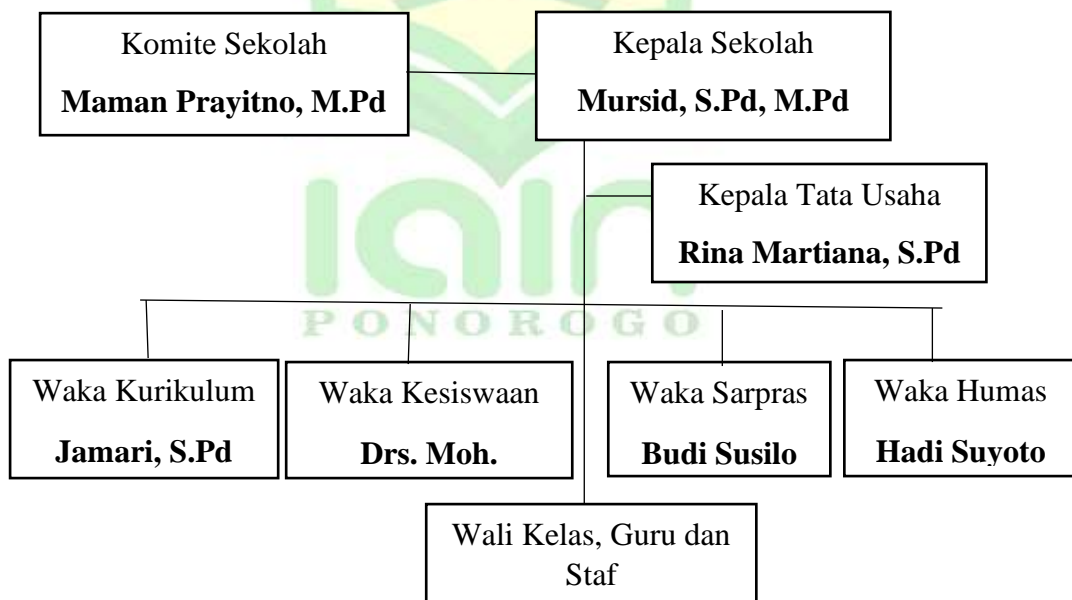 Komite Sekolah
Maman Prayitno, M.Pd
Kepala Sekolah
Mursid, S.Pd, M.Pd
Kepala Tata Usaha
Rina Martiana, S.Pd
iain
PONOROGO
Waka Kurikulum
Jamari, S.Pd
Waka Kesiswaan
Drs. Moh.
Waka Sarpras
Budi Susilo
Waka Humas
Hadi Suyoto
Wali Kelas, Guru dan
Staf